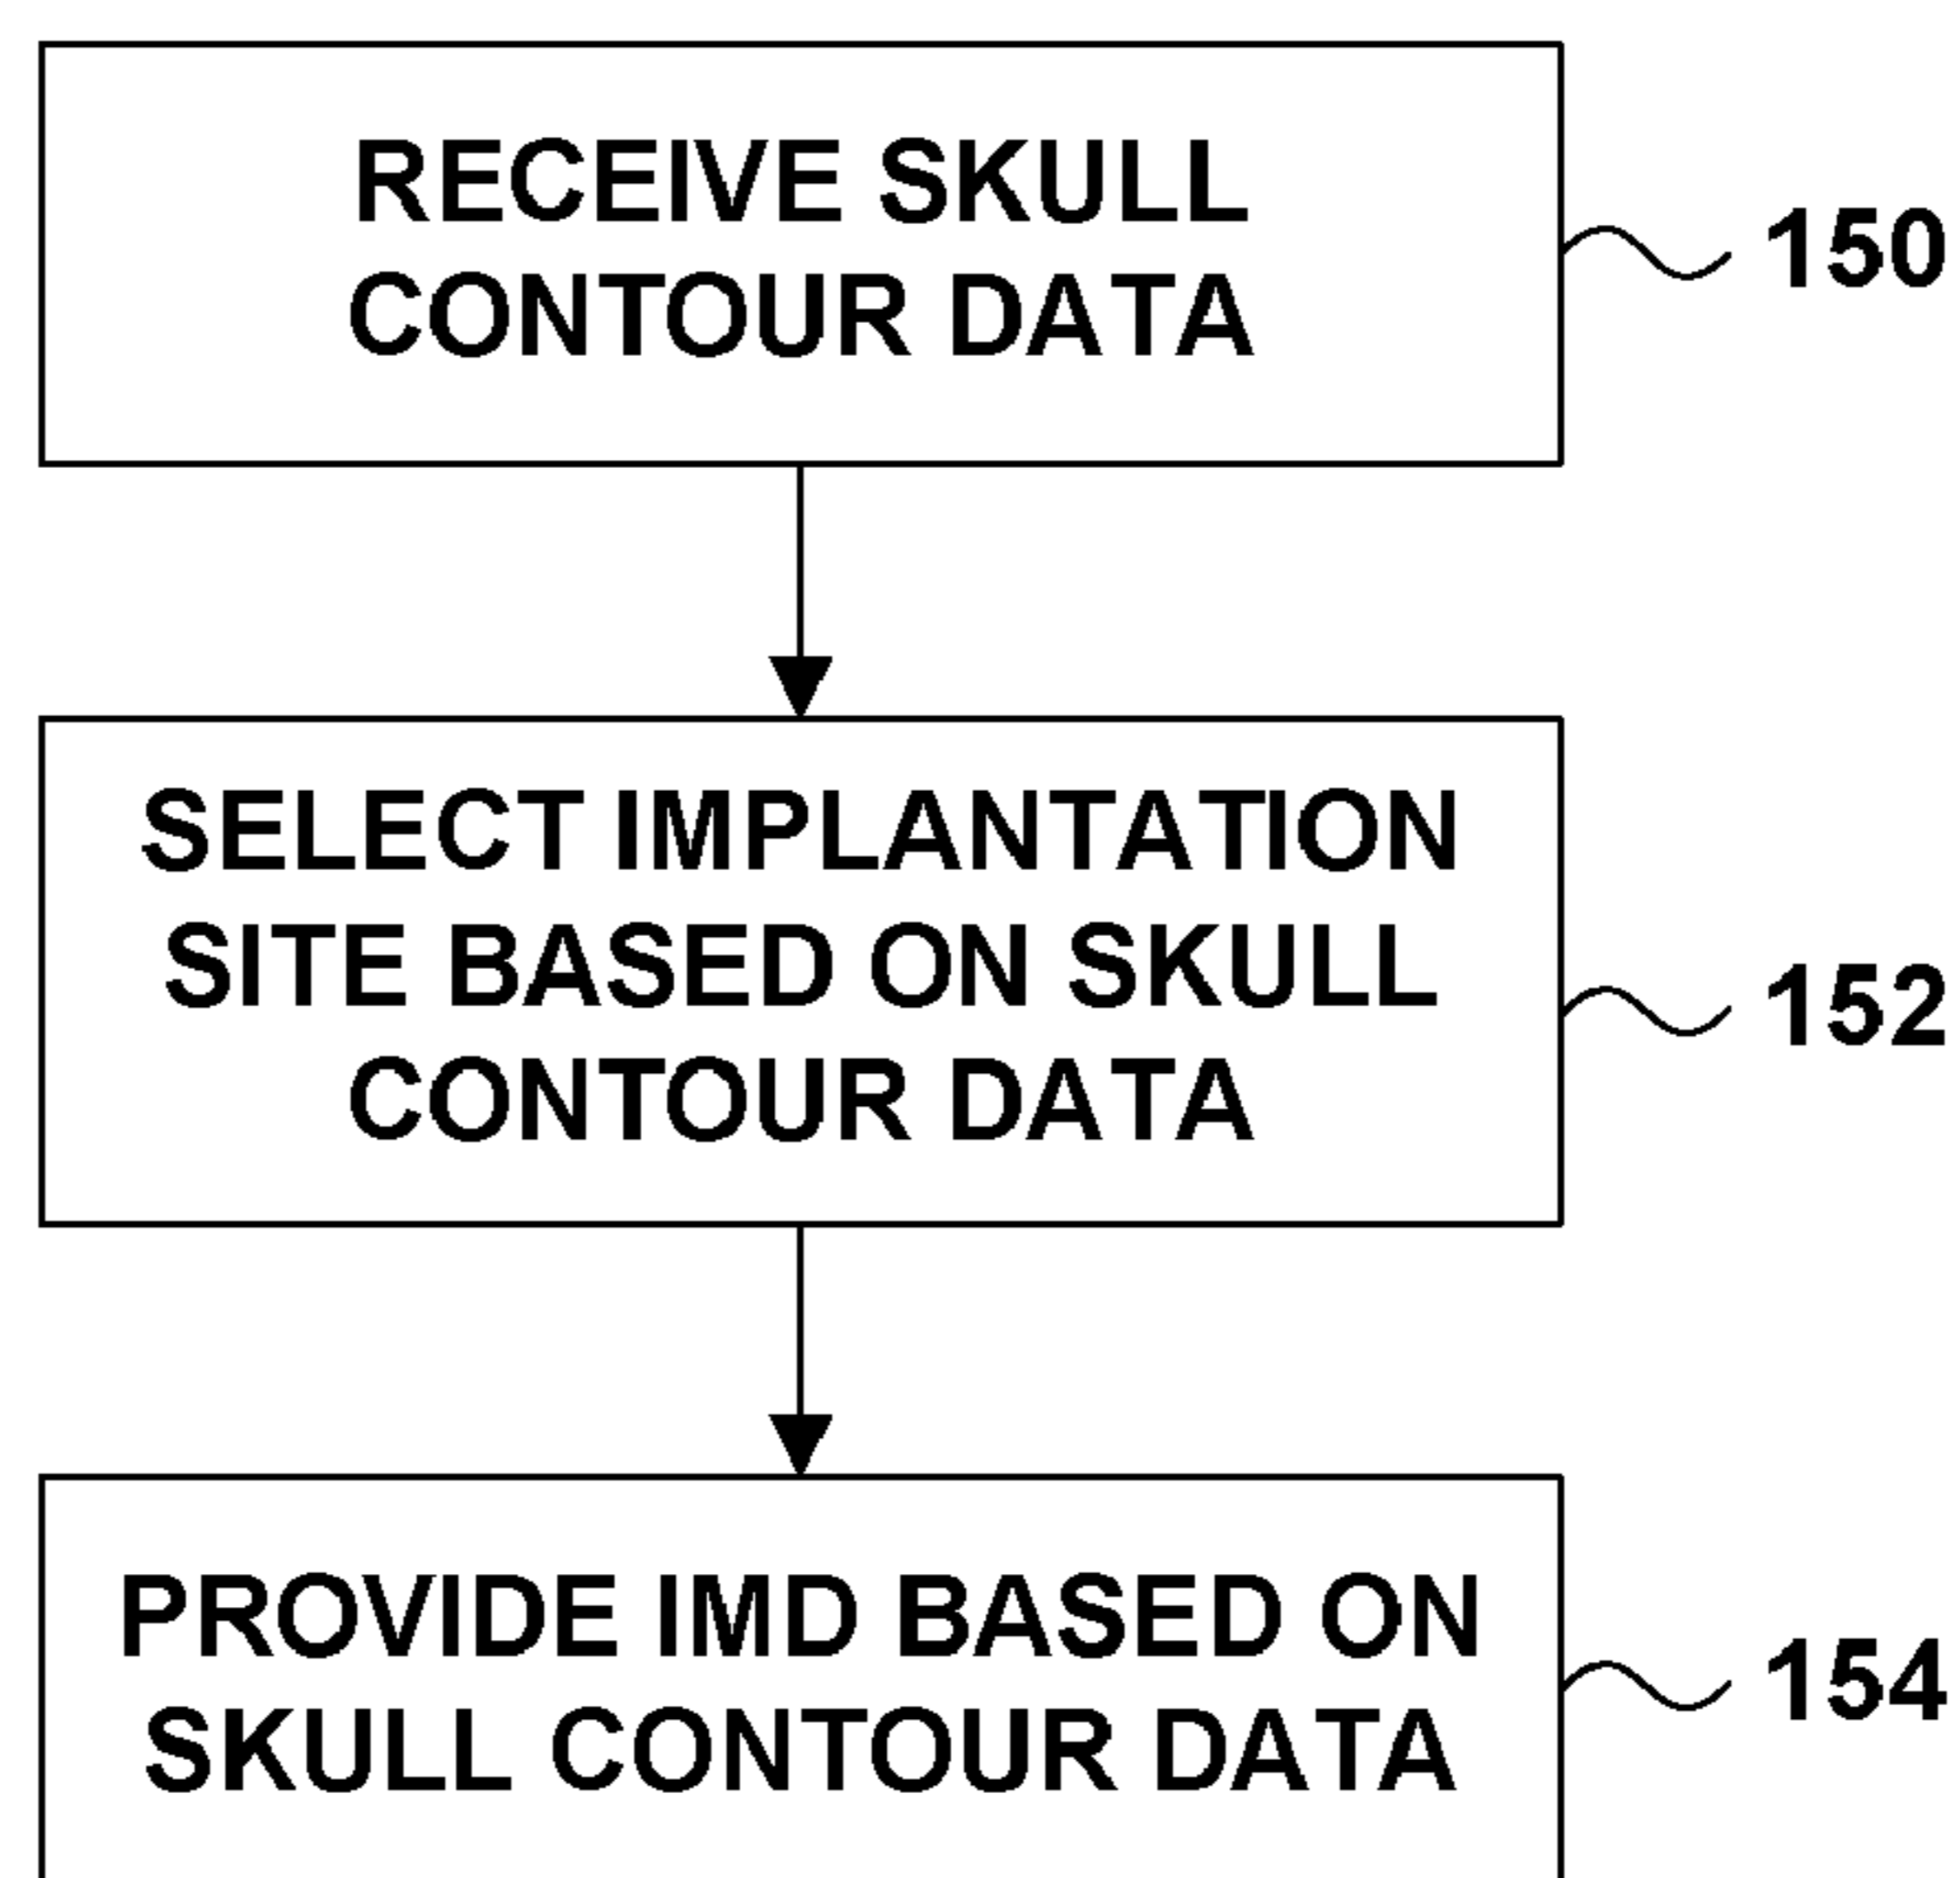 RECEIVE SKULL
CONTOUR DATA
150
SELECT IMPLANTATION
SITE BASED ON SKULL
CONTOUR DATA
152
PROVIDE IMD BASED ON
SKULL CONTOUR DATA
154